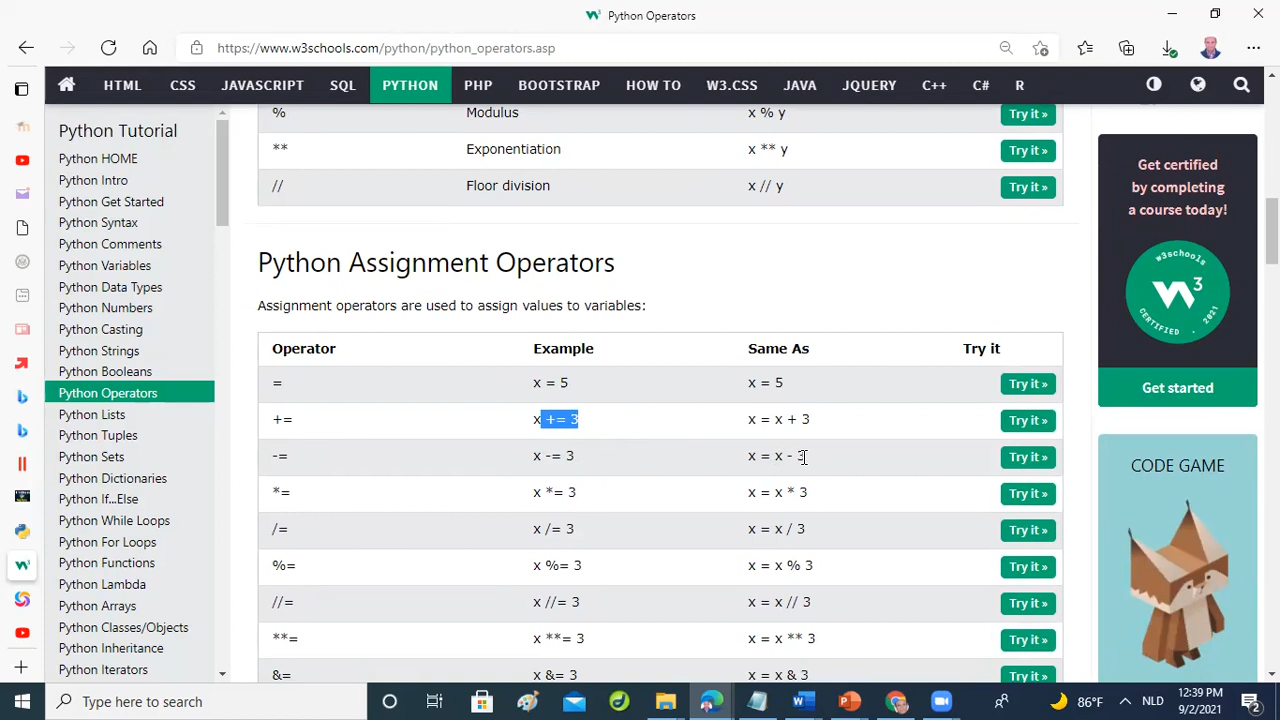 Python Operators
https://www.w3schools.com/python/python_operators.asp
HTML CSS JAVASCRIPT SQL PYTHON PHP BOOTSTRAP HOW TO W3.CSS JAVA JQUERY C++ C# R
Python Tutorial
Python HOME
Python Intro
Python Get Started
Python Syntax
Python Comments
Python Variables
Python Data Types
Python Numbers
Python Casting
Python Strings
Python Booleans
Python Operators
Python Lists
Python Tuples
Python Sets
Python Dictionaries
Python If...Else
Python While Loops
Python For Loops
Python Functions
Python Lambda
Python Arrays
Python Classes/Objects
Python Inheritance
Python Iterators
% Modulus x % y Try it »
** Exponentiation x ** y Try it »
// Floor division x // y Try it »
Python Assignment Operators
Assignment operators are used to assign values to variables:
Operator Example Same As Try it
= x = 5 x = 5 Try it »
+= x += 3 x = x + 3 Try it »
-= x -= 3 x = x - 3 Try it »
*= x *= 3 x = x * 3 Try it »
/= x /= 3 x = x / 3 Try it »
%= x %= 3 x = x % 3 Try it »
//= x //= 3 x = x // 3 Try it »
**= x **= 3 x = x ** 3 Try it »
&= x &= 3 x = x & 3 Try it »
Get certified
by completing
a course today!
w3schools
3
CERTIFIED - 2021
Get started
CODE GAME
Type here to search
86°F
NLD
12:39 PM
9/2/2021
2